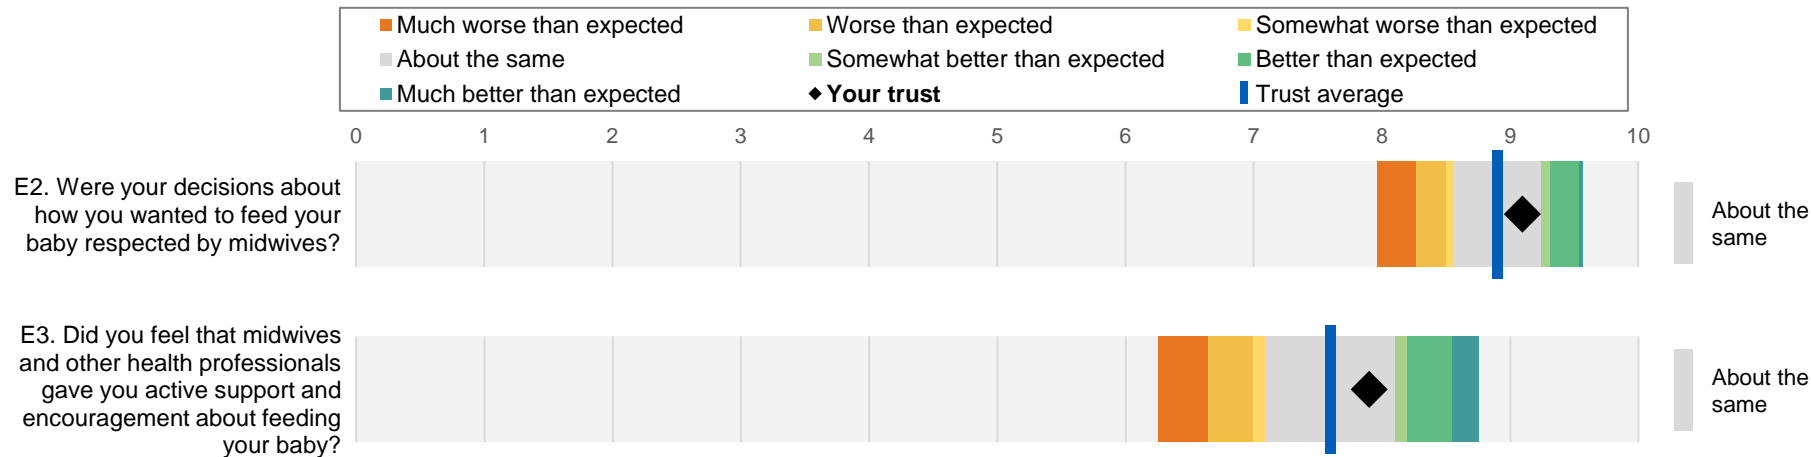 Much worse than expected
Worse than expected
Somewhat worse than expected
About the same
Somewhat better than expected
Better than expected
Much better than expected
Your trust
Trust average
0 1 2 3 4 5 6 7 8 9 10
E2. Were your decisions about
how you wanted to feed your
baby respected by midwives?
About the
same
E3. Did you feel that midwives
and other health professionals
gave you active support and
encouragement about feeding
your baby?
About the
same